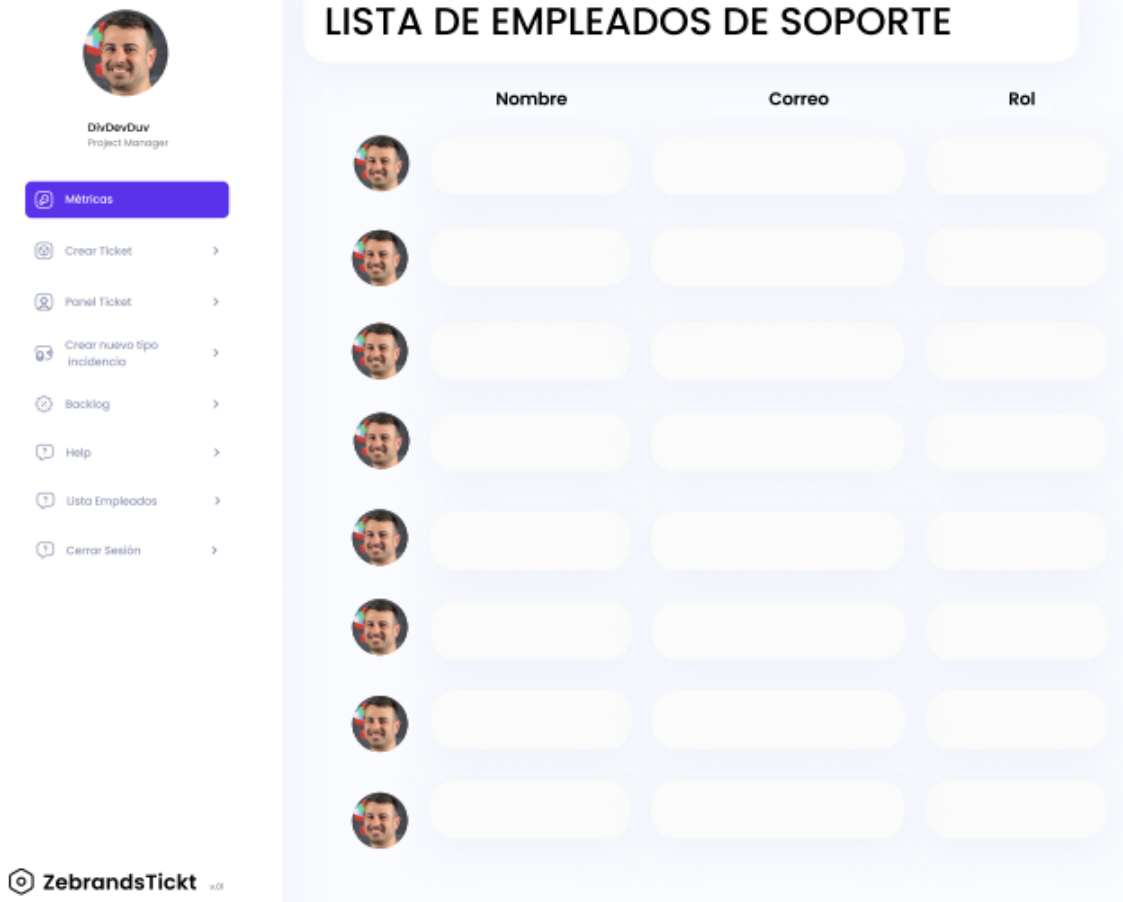 DivDevDuv
Project Manager
Métricas
Crear Ticket
Panel Ticket
Crear nuevo tipo
incidencia
Backlog
Help
Lista Empleados
Cerrar Sesión
ZebrandsTickt v.01
LISTA DE EMPLEADOS DE SOPORTE
Nombre Correo Rol